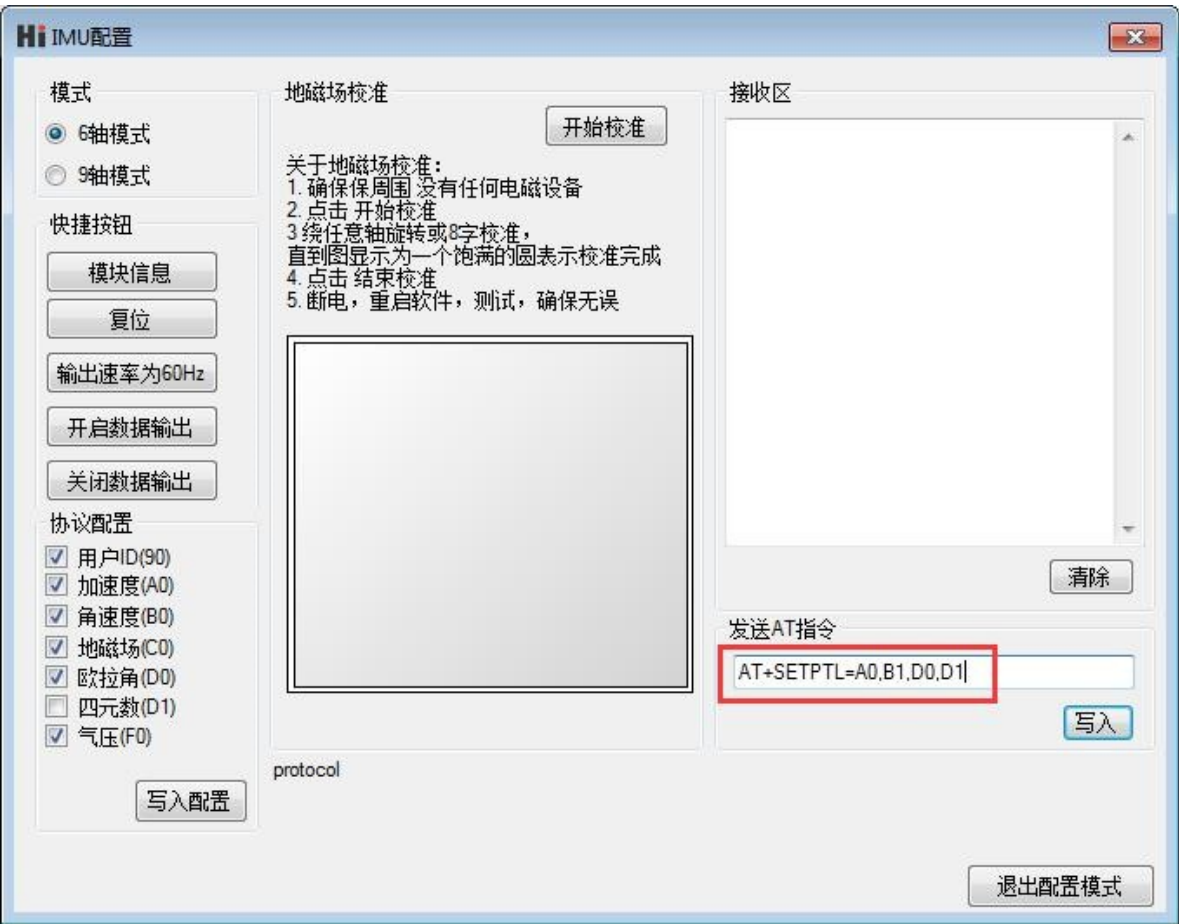 Hi IMU配置
模式
6轴模式
9轴模式
快捷按钮
模块信息
复位
输出速率为60Hz
开启数据输出
关闭数据输出
协议配置
用户ID(90)
加速度(A0)
角速度(B0)
地磁场(C0)
欧拉角(D0)
四元数(D1)
气压(F0)
写入配置
地磁场校准
开始校准
关于地磁场校准：
1. 确保保周围 没有任何电磁设备
2. 点击 开始校准
3 绕任意轴旋转或8字校准，
直到图显示为一个饱满的圆表示校准完成
4. 点击 结束校准
5. 断电，重启软件，测试，确保无误
protocol
接收区
清除
发送AT指令
AT+SETPTL=A0,B1,D0,D1
写入
退出配置模式